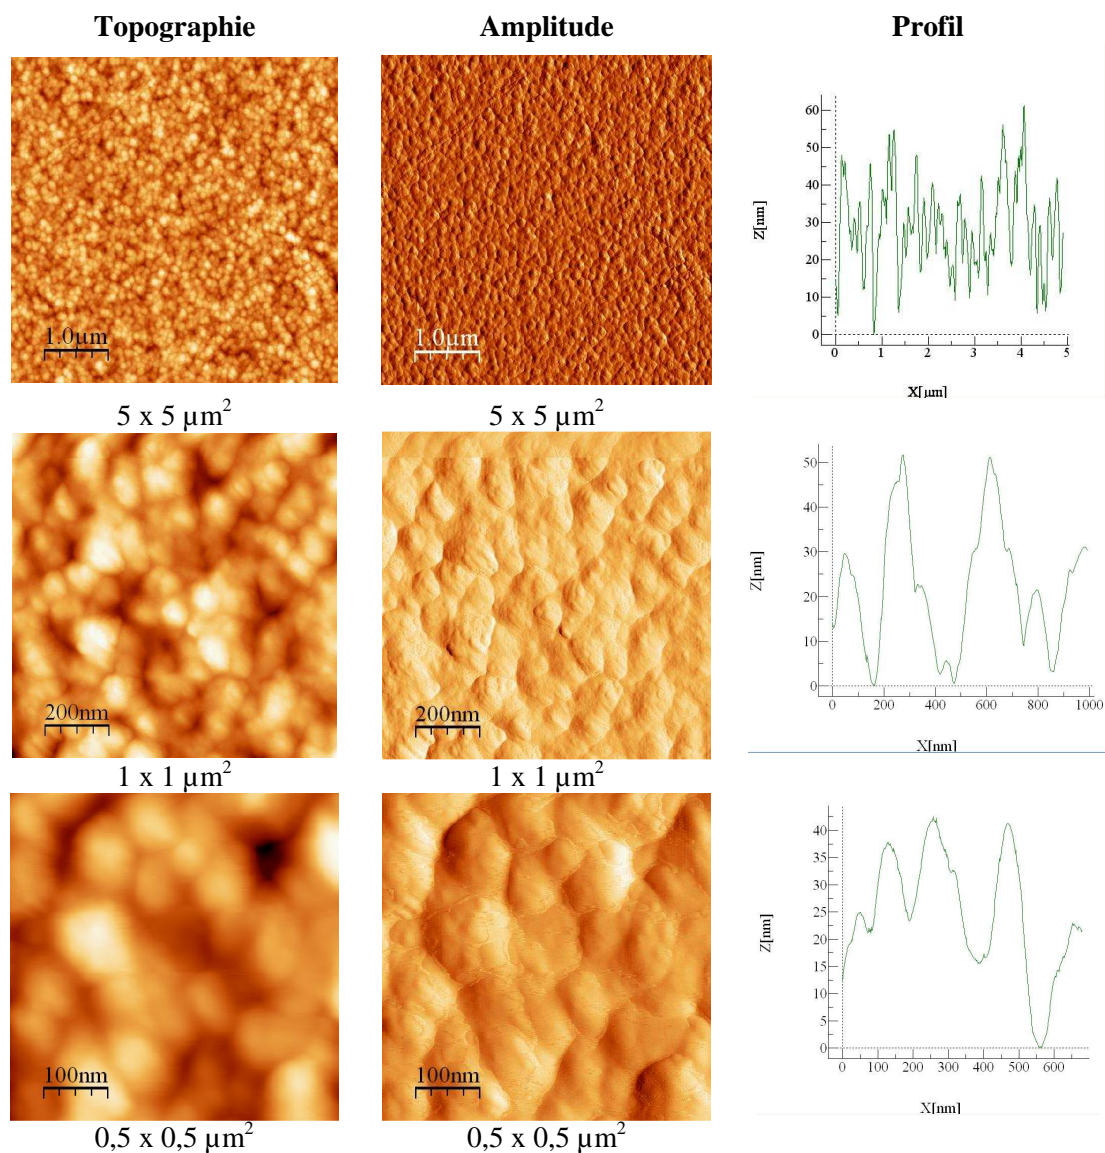 Topographie Amplitude Profil
60
50
40
30
20
10
0
Z[nm]
0 1 2 3 4 5
X[µm]
1.0µm 1.0µm
5 x 5 µm² 5 x 5 µm²
50
40
30
20
10
0
Z[nm]
0 200 400 600 800 1000
X[nm]
200nm 200nm
1 x 1 µm² 1 x 1 µm²
40
35
30
25
20
15
10
5
0
Z[nm]
0 100 200 300 400 500 600
X[nm]
100nm 100nm
0,5 x 0,5 µm² 0,5 x 0,5 µm²